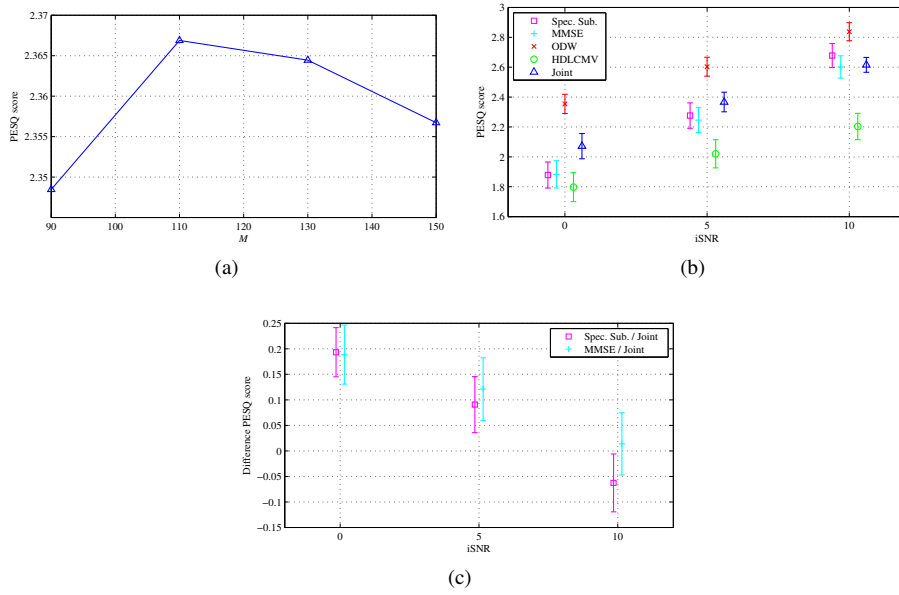 2.37
2.365
2.36
2.355
2.35
PESQ score
90
100
110
120
130
140
150
M
(a)
3
2.8
2.6
2.4
2.2
2
1.8
1.6
PESQ score
Spec. Sub.
MMSE
ODW
HDLCMV
Joint
0
5
10
iSNR
(b)
0.25
0.2
0.15
0.1
0.05
0
−0.05
−0.1
−0.15
Difference PESQ score
Spec. Sub. / Joint
MMSE / Joint
0
5
10
iSNR
(c)